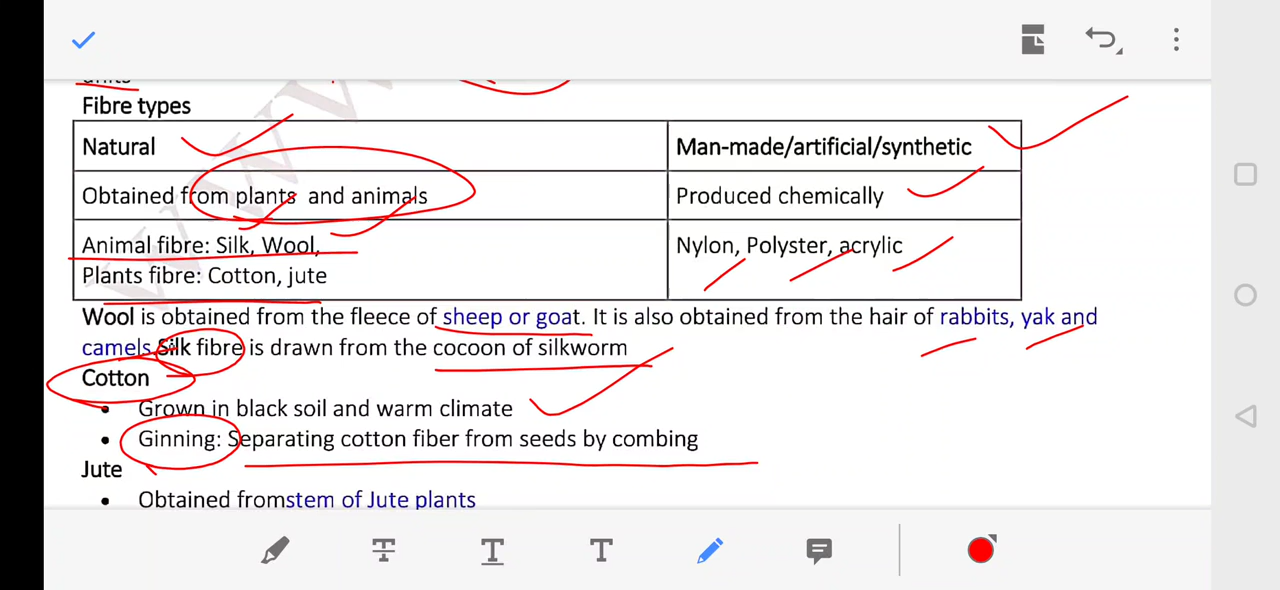 units
Fibre types
Natural Man-made/artificial/synthetic
Obtained from plants and animals Produced chemically
Animal fibre: Silk, Wool, Nylon, Polyster, acrylic
Plants fibre: Cotton, jute
Wool is obtained from the fleece of sheep or goat. It is also obtained from the hair of rabbits, yak and
camels Silk fibre is drawn from the cocoon of silkworm
Cotton
• Grown in black soil and warm climate
• Ginning: Separating cotton fiber from seeds by combing
Jute
• Obtained fromstem of Jute plants